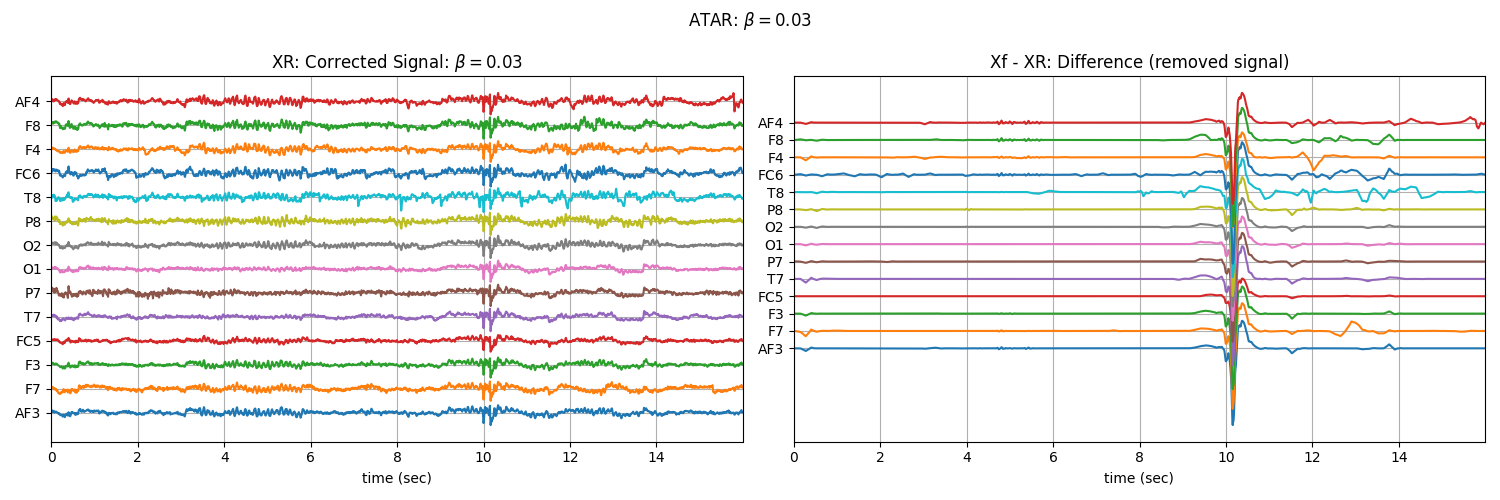 ATAR: β = 0.03
XR: Corrected Signal: β = 0.03
AF4
F8
F4
FC6
T8
P8
O2
O1
P7
T7
FC5
F3
F7
AF3
0 2 4 6 8 10 12 14
time (sec)
Xf - XR: Difference (removed signal)
AF4
F8
F4
FC6
T8
P8
O2
O1
P7
T7
FC5
F3
F7
AF3
0 2 4 6 8 10 12 14
time (sec)